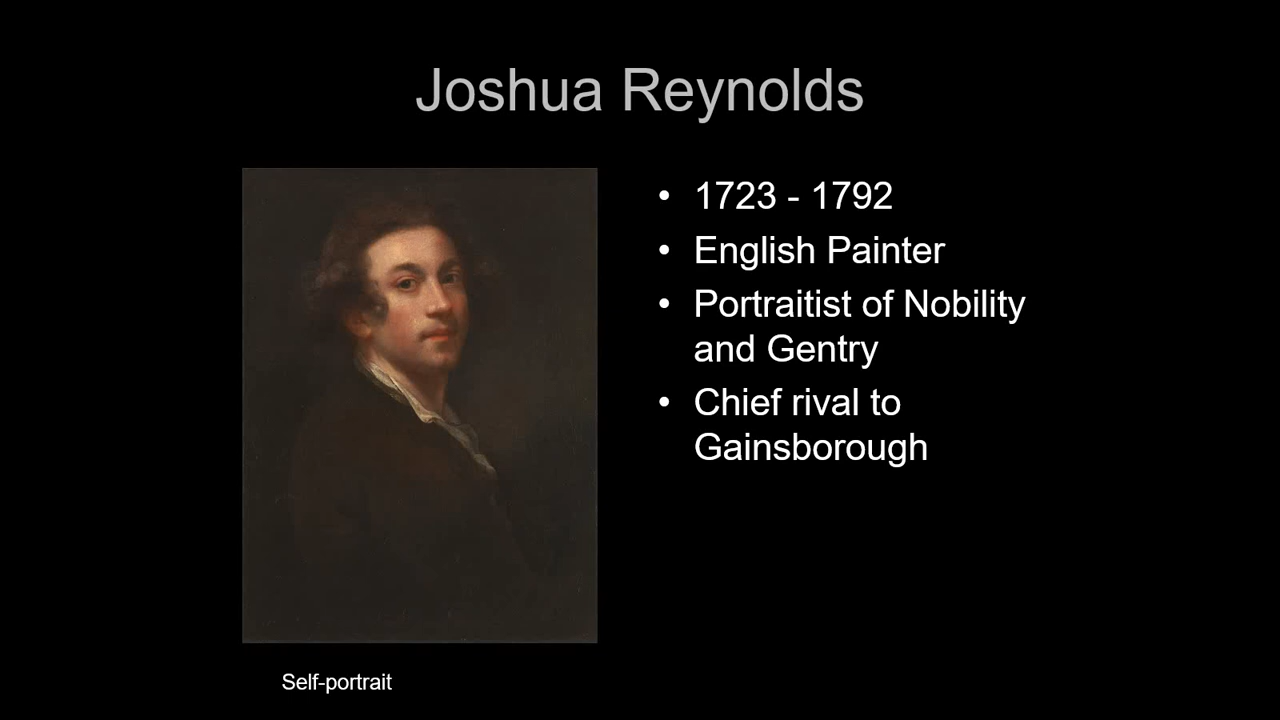 Joshua Reynolds
• 1723 - 1792
• English Painter
• Portraitist of Nobility
and Gentry
• Chief rival to
Gainsborough
Self-portrait